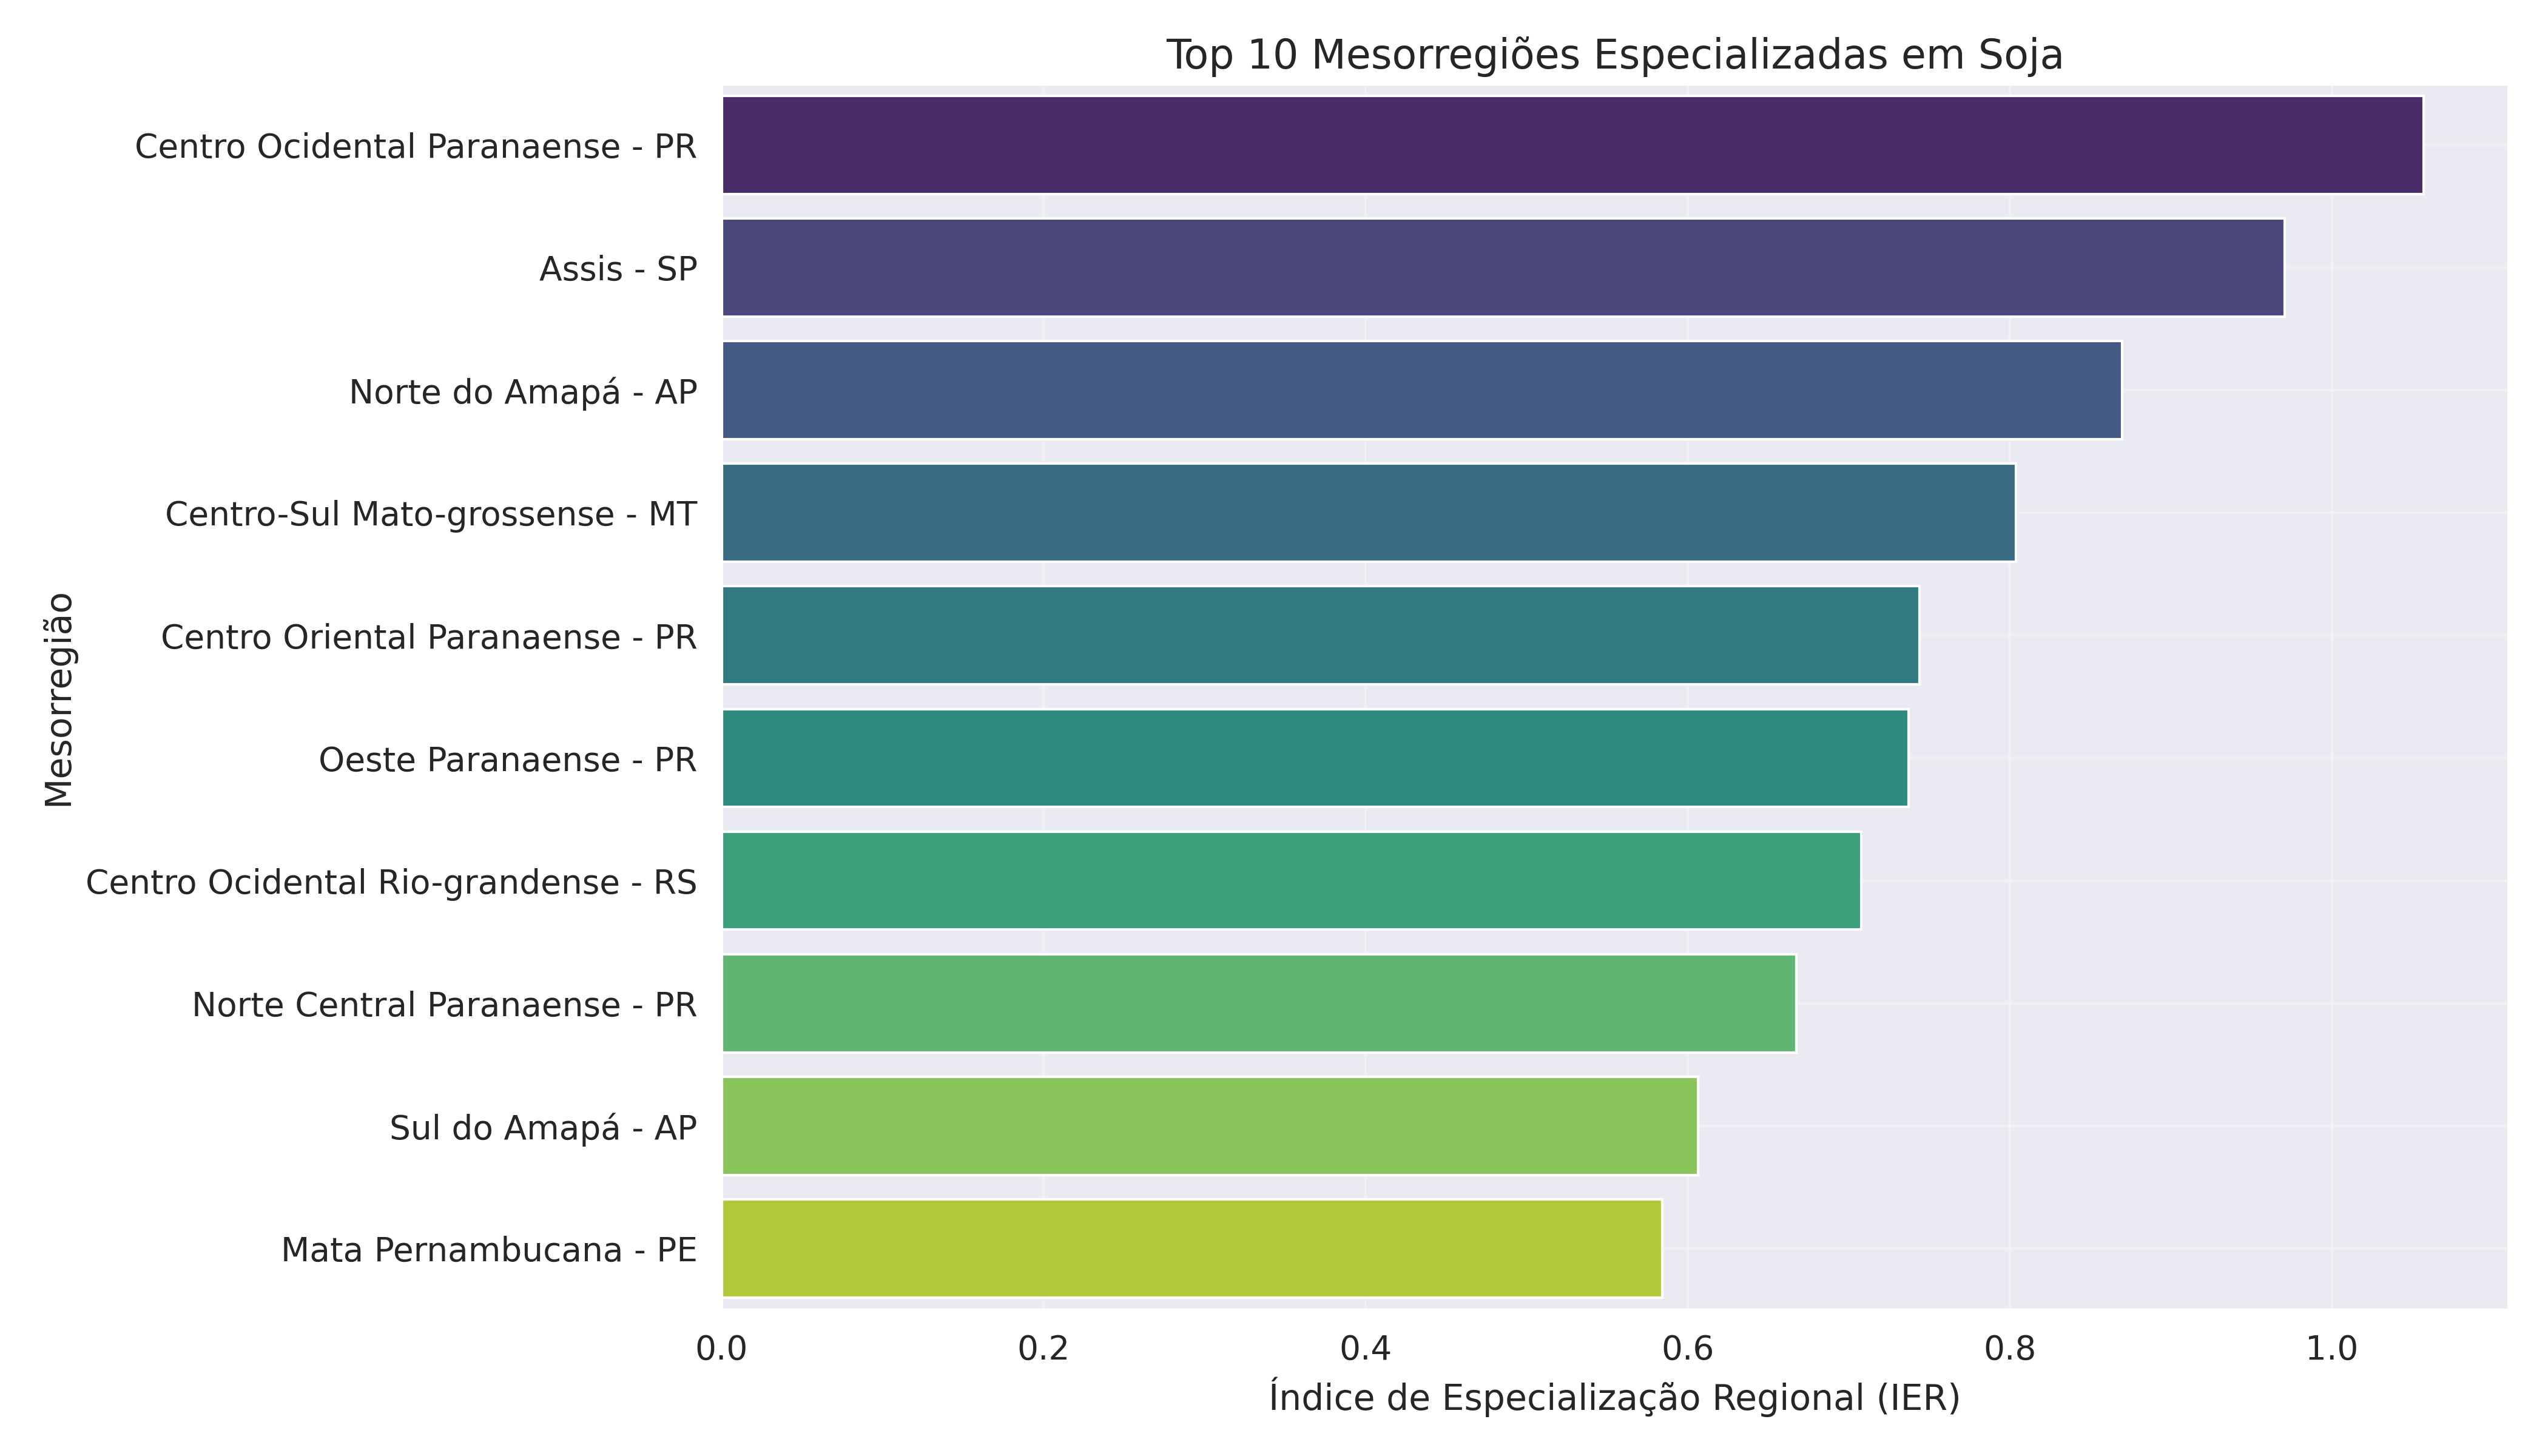 Top 10 Mesorregiões Especializadas em Soja
Mesorregião
Centro Ocidental Paranaense - PR
Assis - SP
Norte do Amapá - AP
Centro-Sul Mato-grossense - MT
Centro Oriental Paranaense - PR
Oeste Paranaense - PR
Centro Ocidental Rio-grandense - RS
Norte Central Paranaense - PR
Sul do Amapá - AP
Mata Pernambucana - PE
0.0 0.2 0.4 0.6 0.8 1.0
Índice de Especialização Regional (IER)